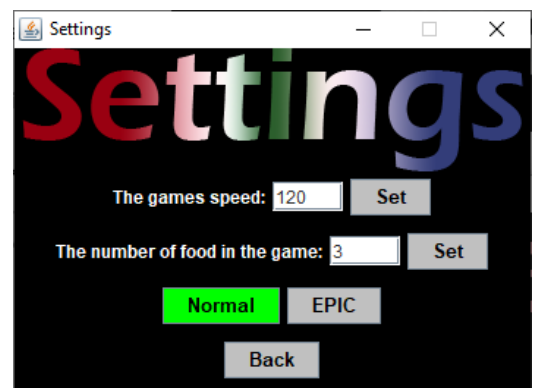 Settings
Settings
The games speed: 120 Set
The number of food in the game: 3 Set
Normal EPIC
Back